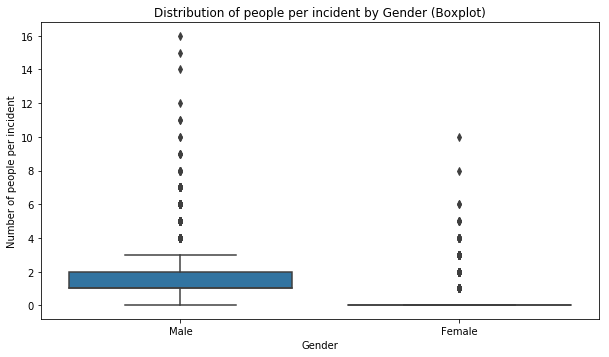 Distribution of people per incident by Gender (Boxplot)
Number of people per incident
16
14
12
10
8
6
4
2
0
Male
Female
Gender